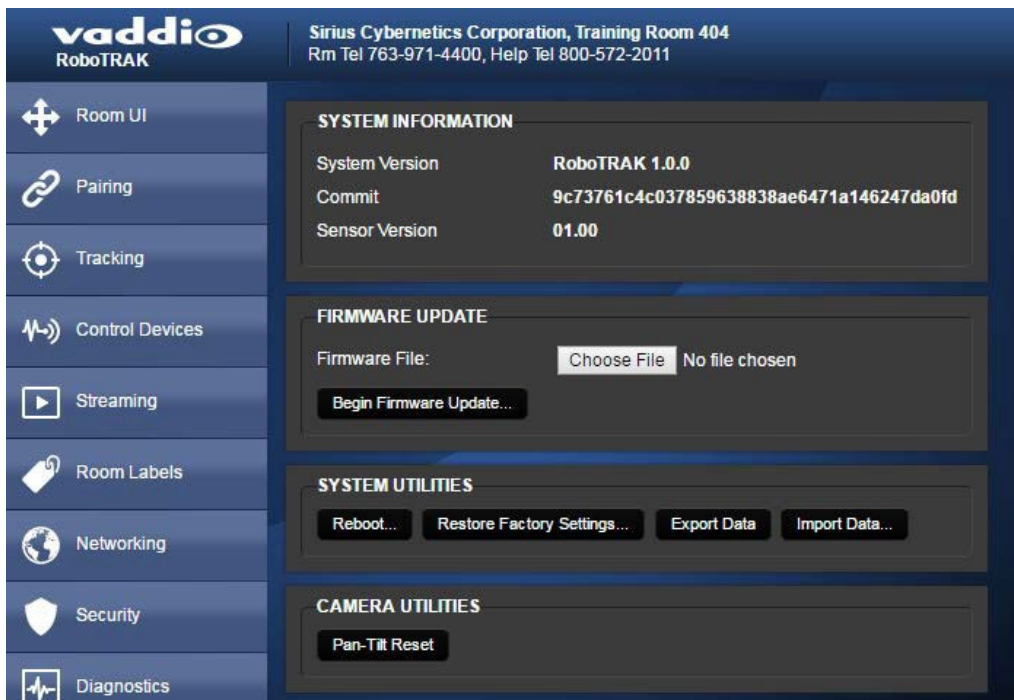 vaddio
RoboTRAK
Sirius Cybernetics Corporation, Training Room 404
Rm Tel 763-971-4400, Help Tel 800-572-2011
Room UI
Pairing
Tracking
Control Devices
Streaming
Room Labels
Networking
Security
Diagnostics
SYSTEM INFORMATION
System Version RoboTRAK 1.0.0
Commit 9c73761c4c037859638838ae6471a146247da0fd
Sensor Version 01.00
FIRMWARE UPDATE
Firmware File: Choose File No file chosen
Begin Firmware Update...
SYSTEM UTILITIES
Reboot... Restore Factory Settings... Export Data Import Data...
CAMERA UTILITIES
Pan-Tilt Reset